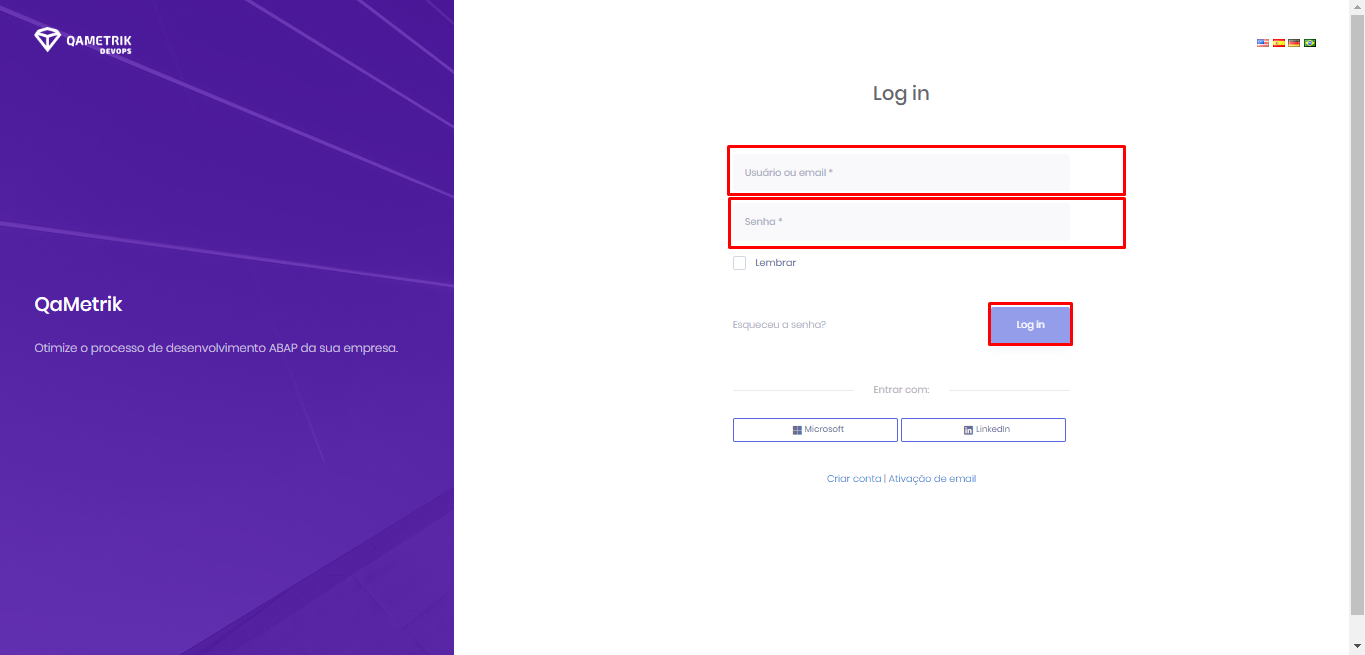 QAMETRIK
DEVOPS
Log in
Usuário ou email *
Senha *
Lembrar
QaMetrik
Esqueceu a senha?
Log in
Otimize o processo de desenvolvimento ABAP da sua empresa.
Entrar com:
Microsoft
LinkedIn
Criar conta | Ativação de email